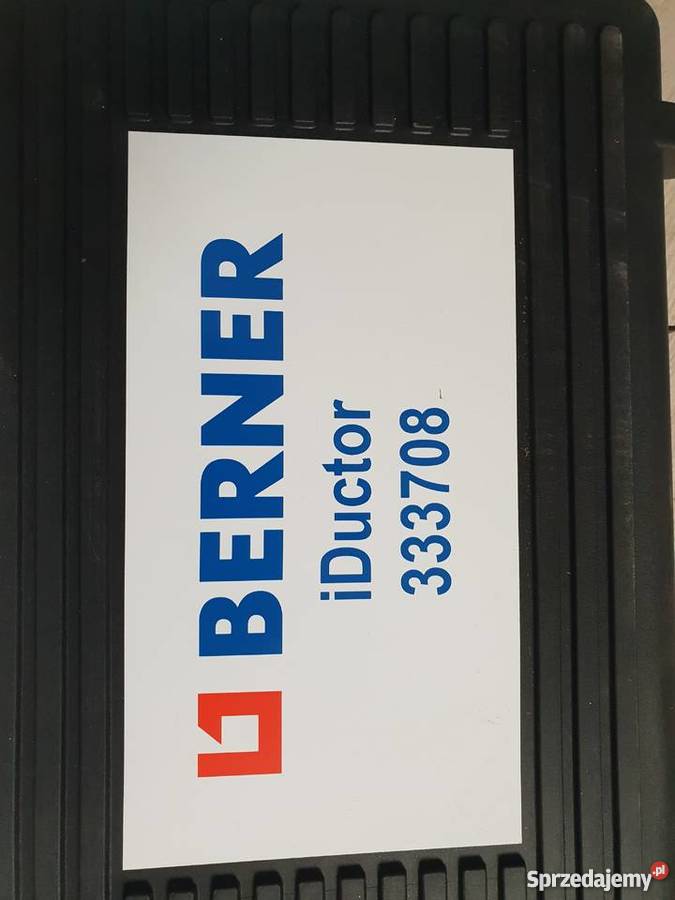 BERNER
iDuctor
333708
Sprzedajemy.pl